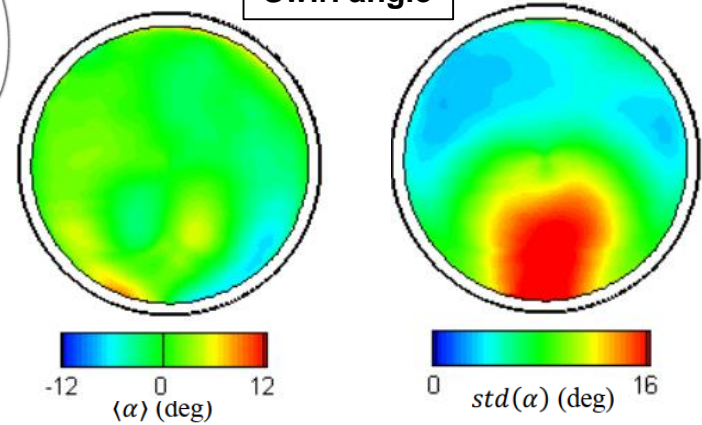 Swirl angle
-12 0 12
⟨α⟩ (deg)
0 16
std(α) (deg)